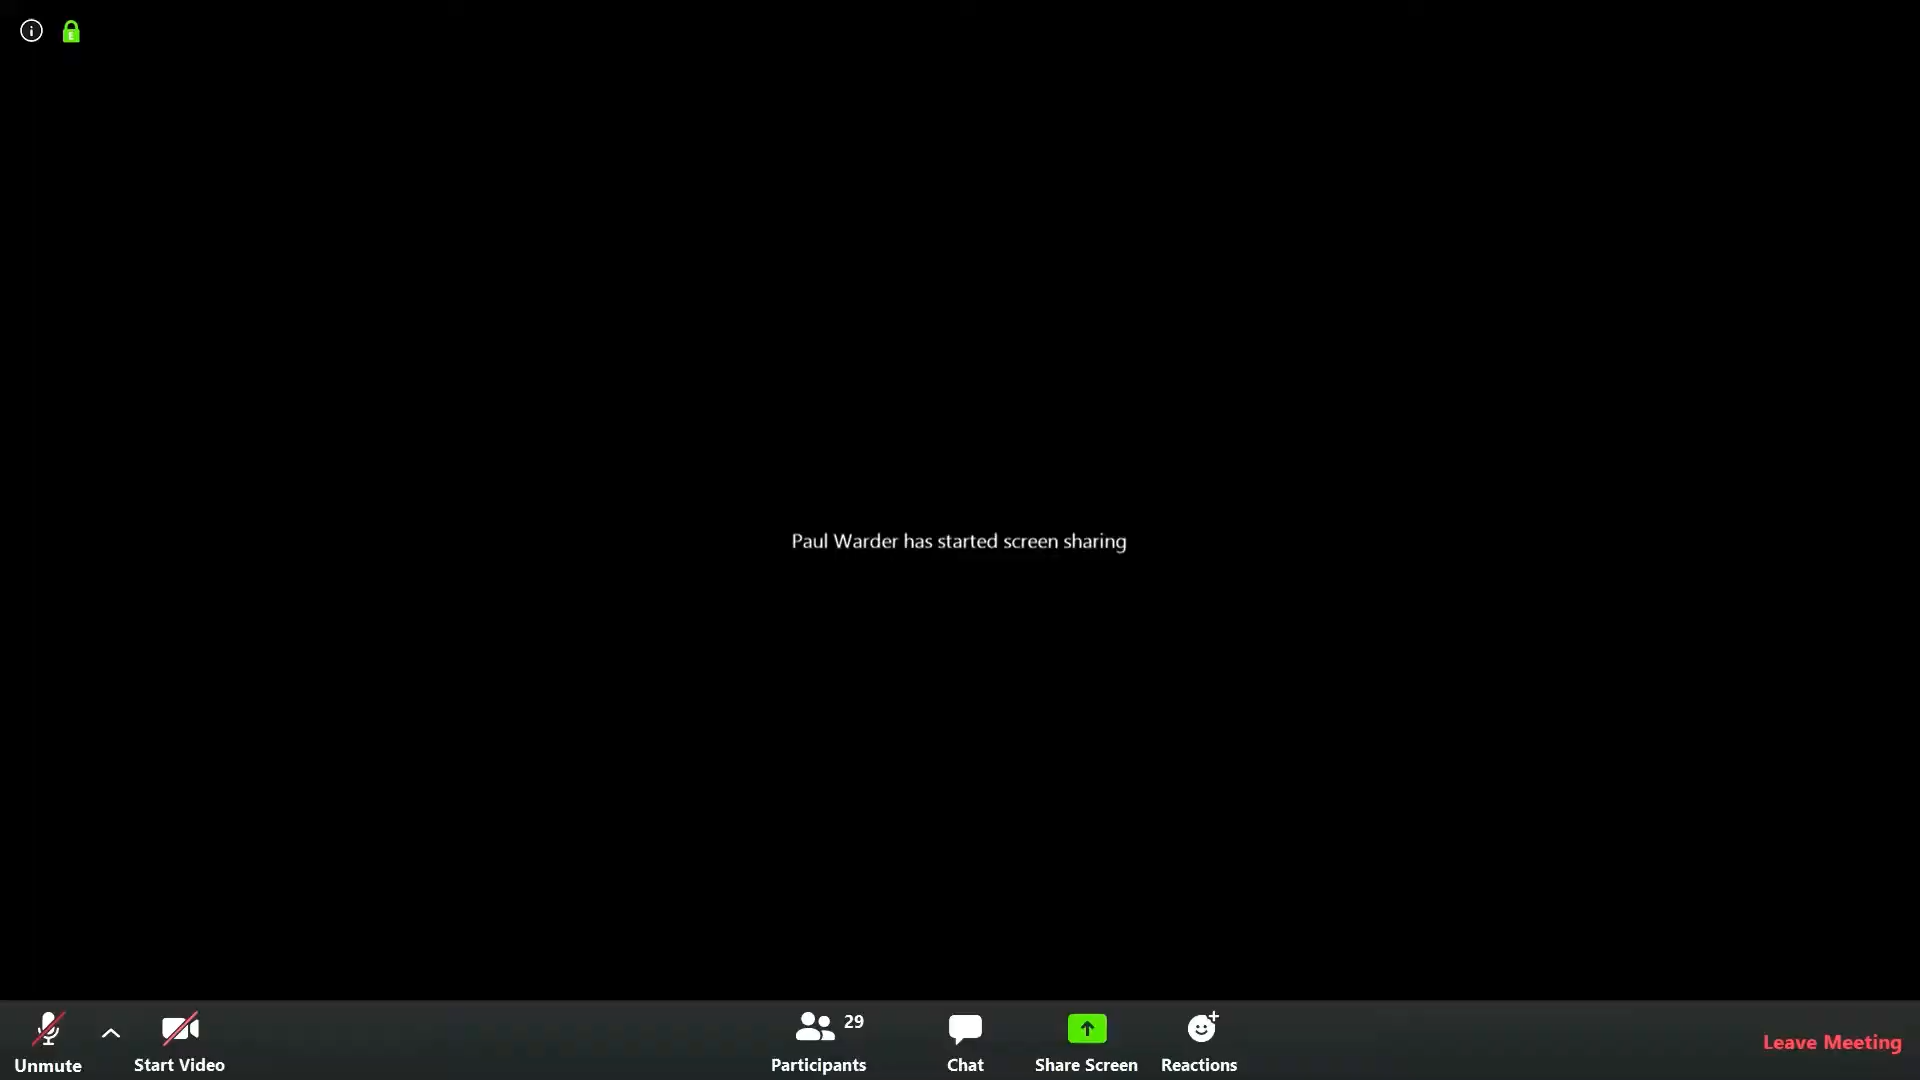 Paul Warder has started screen sharing
29
Unmute
Start Video
Participants
Chat
Share Screen
Reactions
Leave Meeting